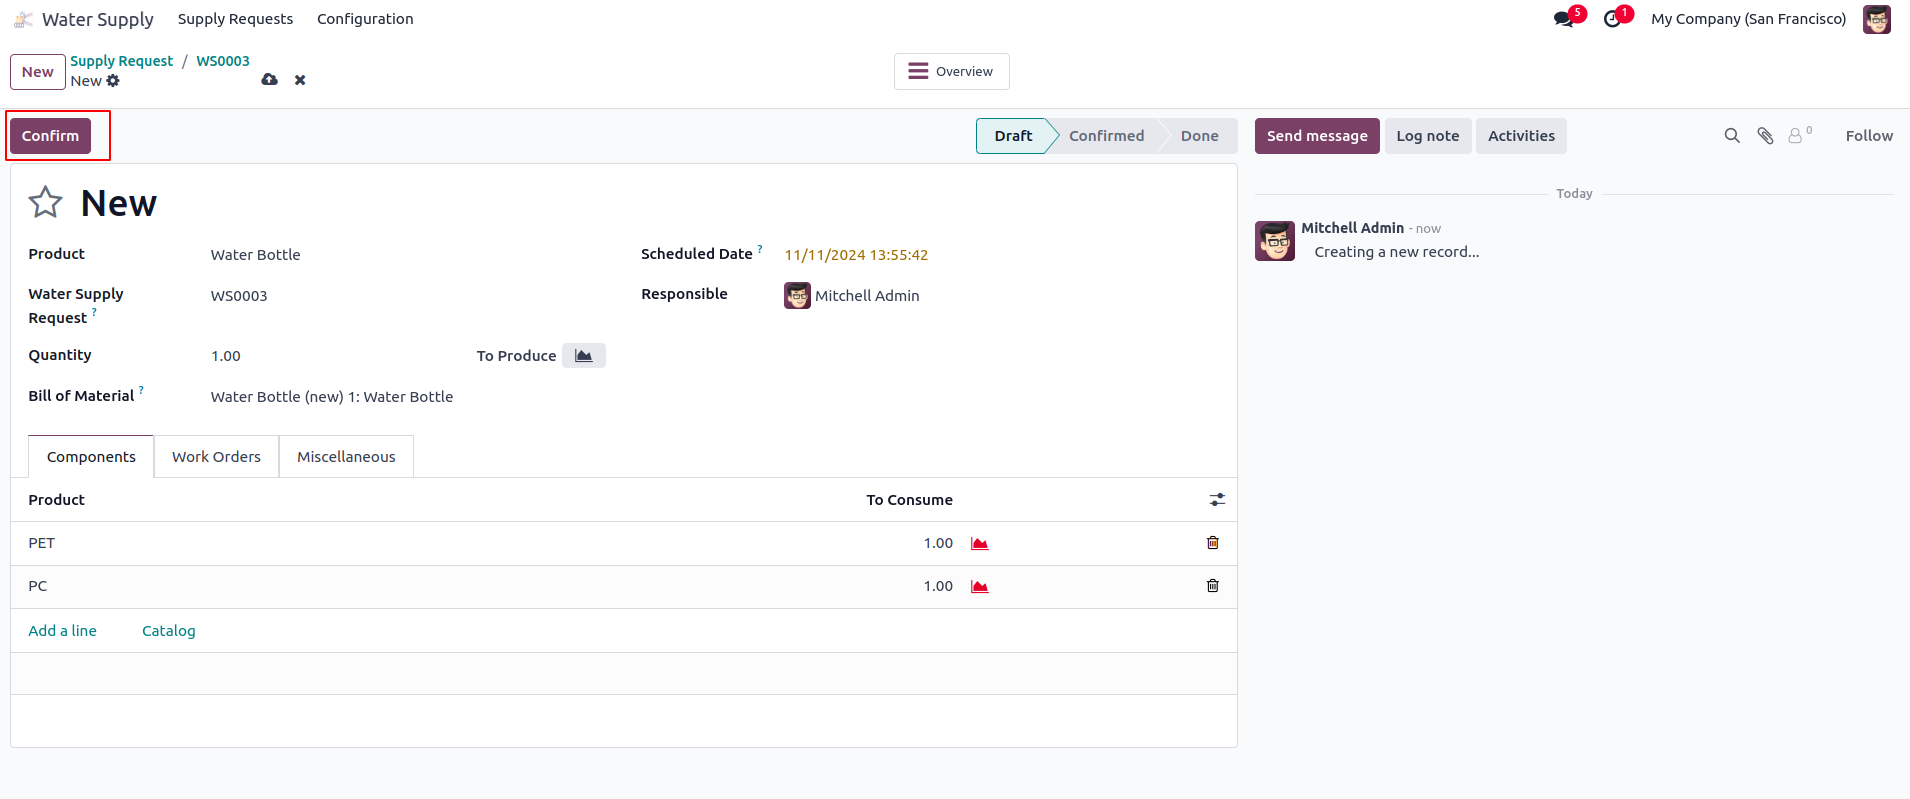 Water Supply Supply Requests Configuration 5 1 My Company (San Francisco)
New Supply Request / WS0003
New
Overview
Confirm Draft Confirmed Done Send message Log note Activities 0 Follow
New
Today
Mitchell Admin - now
Creating a new record...
Product Water Bottle Scheduled Date ? 11/11/2024 13:55:42
Water Supply Request ? WS0003 Responsible Mitchell Admin
Quantity 1.00 To Produce
Bill of Material ? Water Bottle (new) 1: Water Bottle
Components Work Orders Miscellaneous
Product To Consume
PET 1.00
PC 1.00
Add a line Catalog